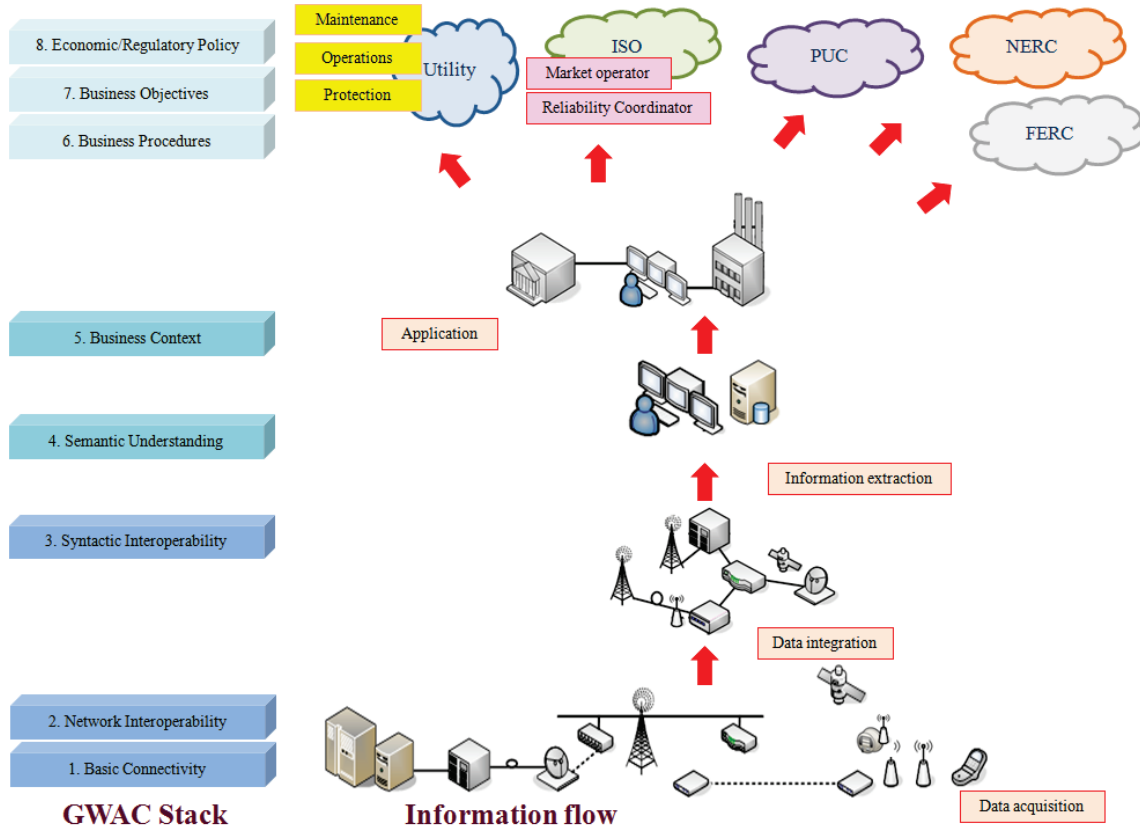 8. Economic/Regulatory Policy
7. Business Objectives
6. Business Procedures
5. Business Context
4. Semantic Understanding
3. Syntactic Interoperability
2. Network Interoperability
1. Basic Connectivity
GWAC Stack
Maintenance
Operations
Protection
Utility
ISO
Market operator
Reliability Coordinator
PUC
NERC
FERC
Application
Information extraction
Data integration
Data acquisition
Information flow